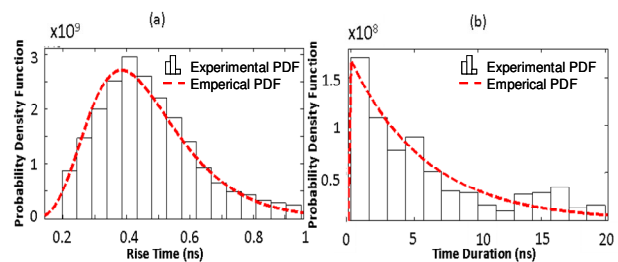 (a)
x10⁹
Probability Density Function
3
2
1
0
Experimental PDF
Emperical PDF
0.2 0.4 0.6 0.8 1
Rise Time (ns)
(b)
x10⁸
Probability Density Function
1.5
1
0.5
Experimental PDF
Emperical PDF
0 5 10 15 20
Time Duration (ns)